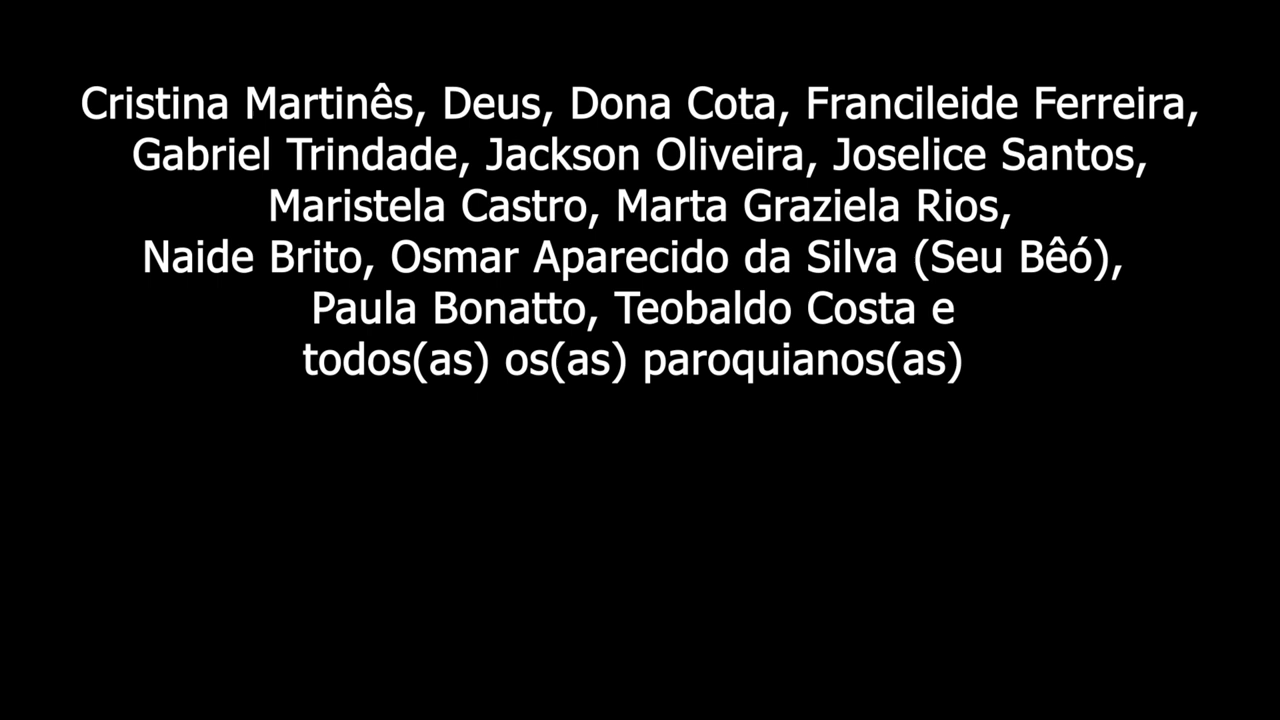 Cristina Martinês, Deus, Dona Cota, Francileide Ferreira,
Gabriel Trindade, Jackson Oliveira, Joselice Santos,
Maristela Castro, Marta Graziela Rios,
Naide Brito, Osmar Aparecido da Silva (Seu Bêó),
Paula Bonatto, Teobaldo Costa e
todos(as) os(as) paroquianos(as)